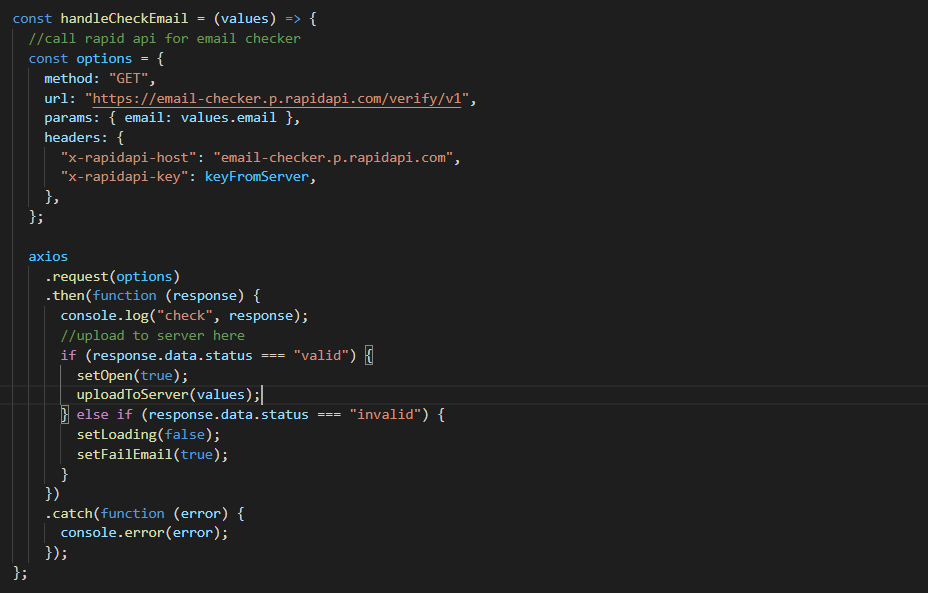 const handleCheckEmail = (values) => {
  //call rapid api for email checker
  const options = {
    method: "GET",
    url: "https://email-checker.p.rapidapi.com/verify/v1",
    params: { email: values.email },
    headers: {
      "x-rapidapi-host": "email-checker.p.rapidapi.com",
      "x-rapidapi-key": keyFromServer,
    },
  };

  axios
    .request(options)
    .then(function (response) {
      console.log("check", response);
      //upload to server here
      if (response.data.status === "valid") {
        setOpen(true);
        uploadToServer(values);
      } else if (response.data.status === "invalid") {
        setLoading(false);
        setFailEmail(true);
      }
    })
    .catch(function (error) {
      console.error(error);
    });
};